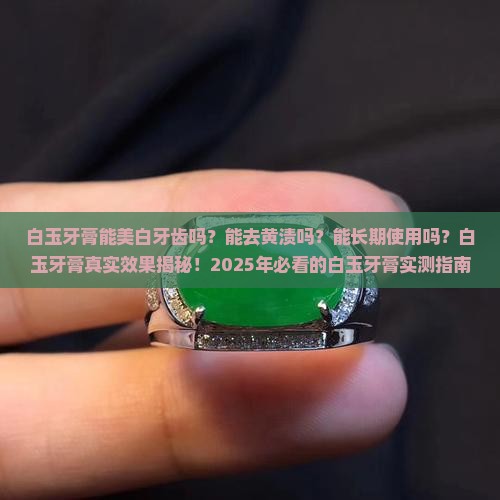 白玉牙膏能美白牙齿吗？能去黄渍吗？能长期使用吗？白
玉牙膏真实效果揭秘！2025年必看的白玉牙膏实测指南